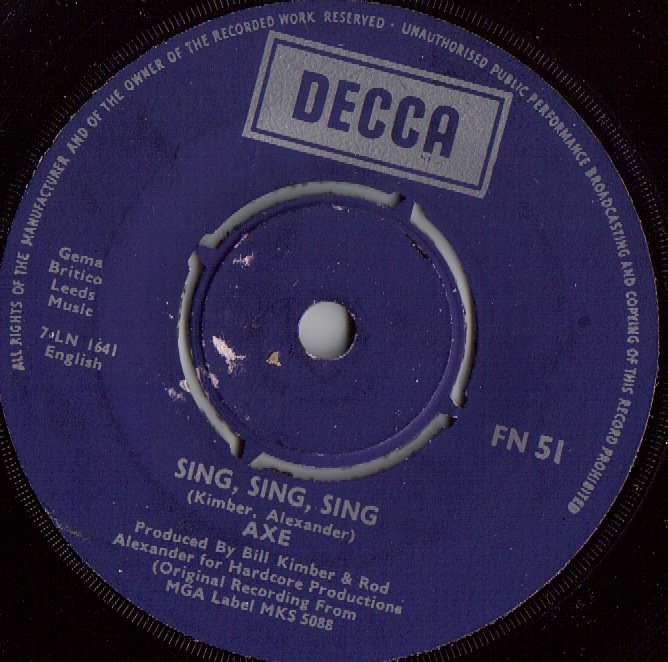 ALL RIGHTS OF THE MANUFACTURER AND OF THE OWNER OF THE RECORDED WORK RESERVED · UNAUTHORISED PUBLIC PERFORMANCE BROADCASTING AND COPYING OF THIS RECORD PROHIBITED
DECCA
Gema
Britico
Leeds
Music
7-LN 1641
English
FN 51
SING, SING, SING
(Kimber, Alexander)
AXE
Produced By Bill Kimber & Rod
Alexander for Hardcore Productions
(Original Recording From
MGA Label MKS 5088